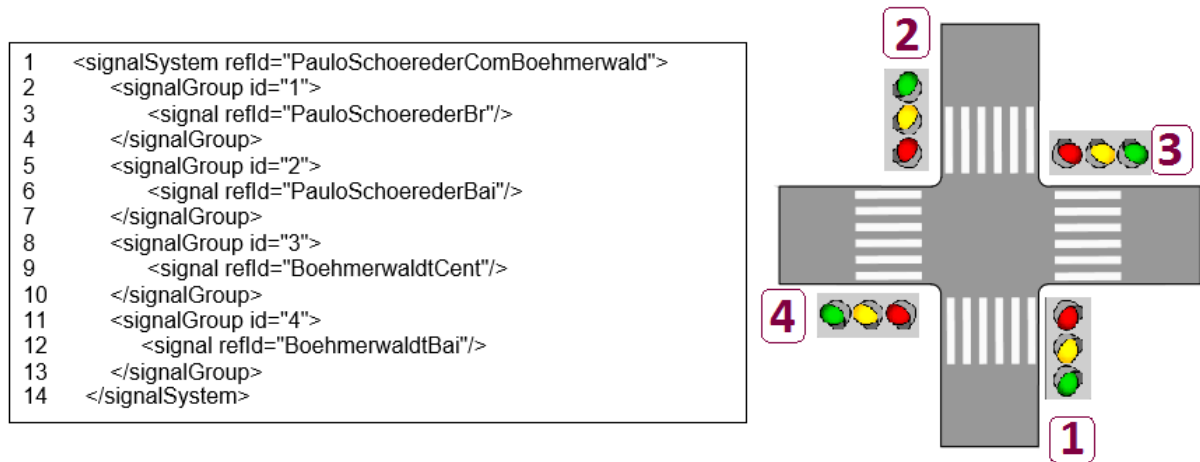 1 <signalSystem refId="PauloSchoerederComBoehmerwald">
2 <signalGroup id="1">
3 <signal refId="PauloSchoerederBr"/>
4 </signalGroup>
5 <signalGroup id="2">
6 <signal refId="PauloSchoerederBai"/>
7 </signalGroup>
8 <signalGroup id="3">
9 <signal refId="BoehmerwaldtCent"/>
10 </signalGroup>
11 <signalGroup id="4">
12 <signal refId="BoehmerwaldtBai"/>
13 </signalGroup>
14 </signalSystem>
2
3
4
1